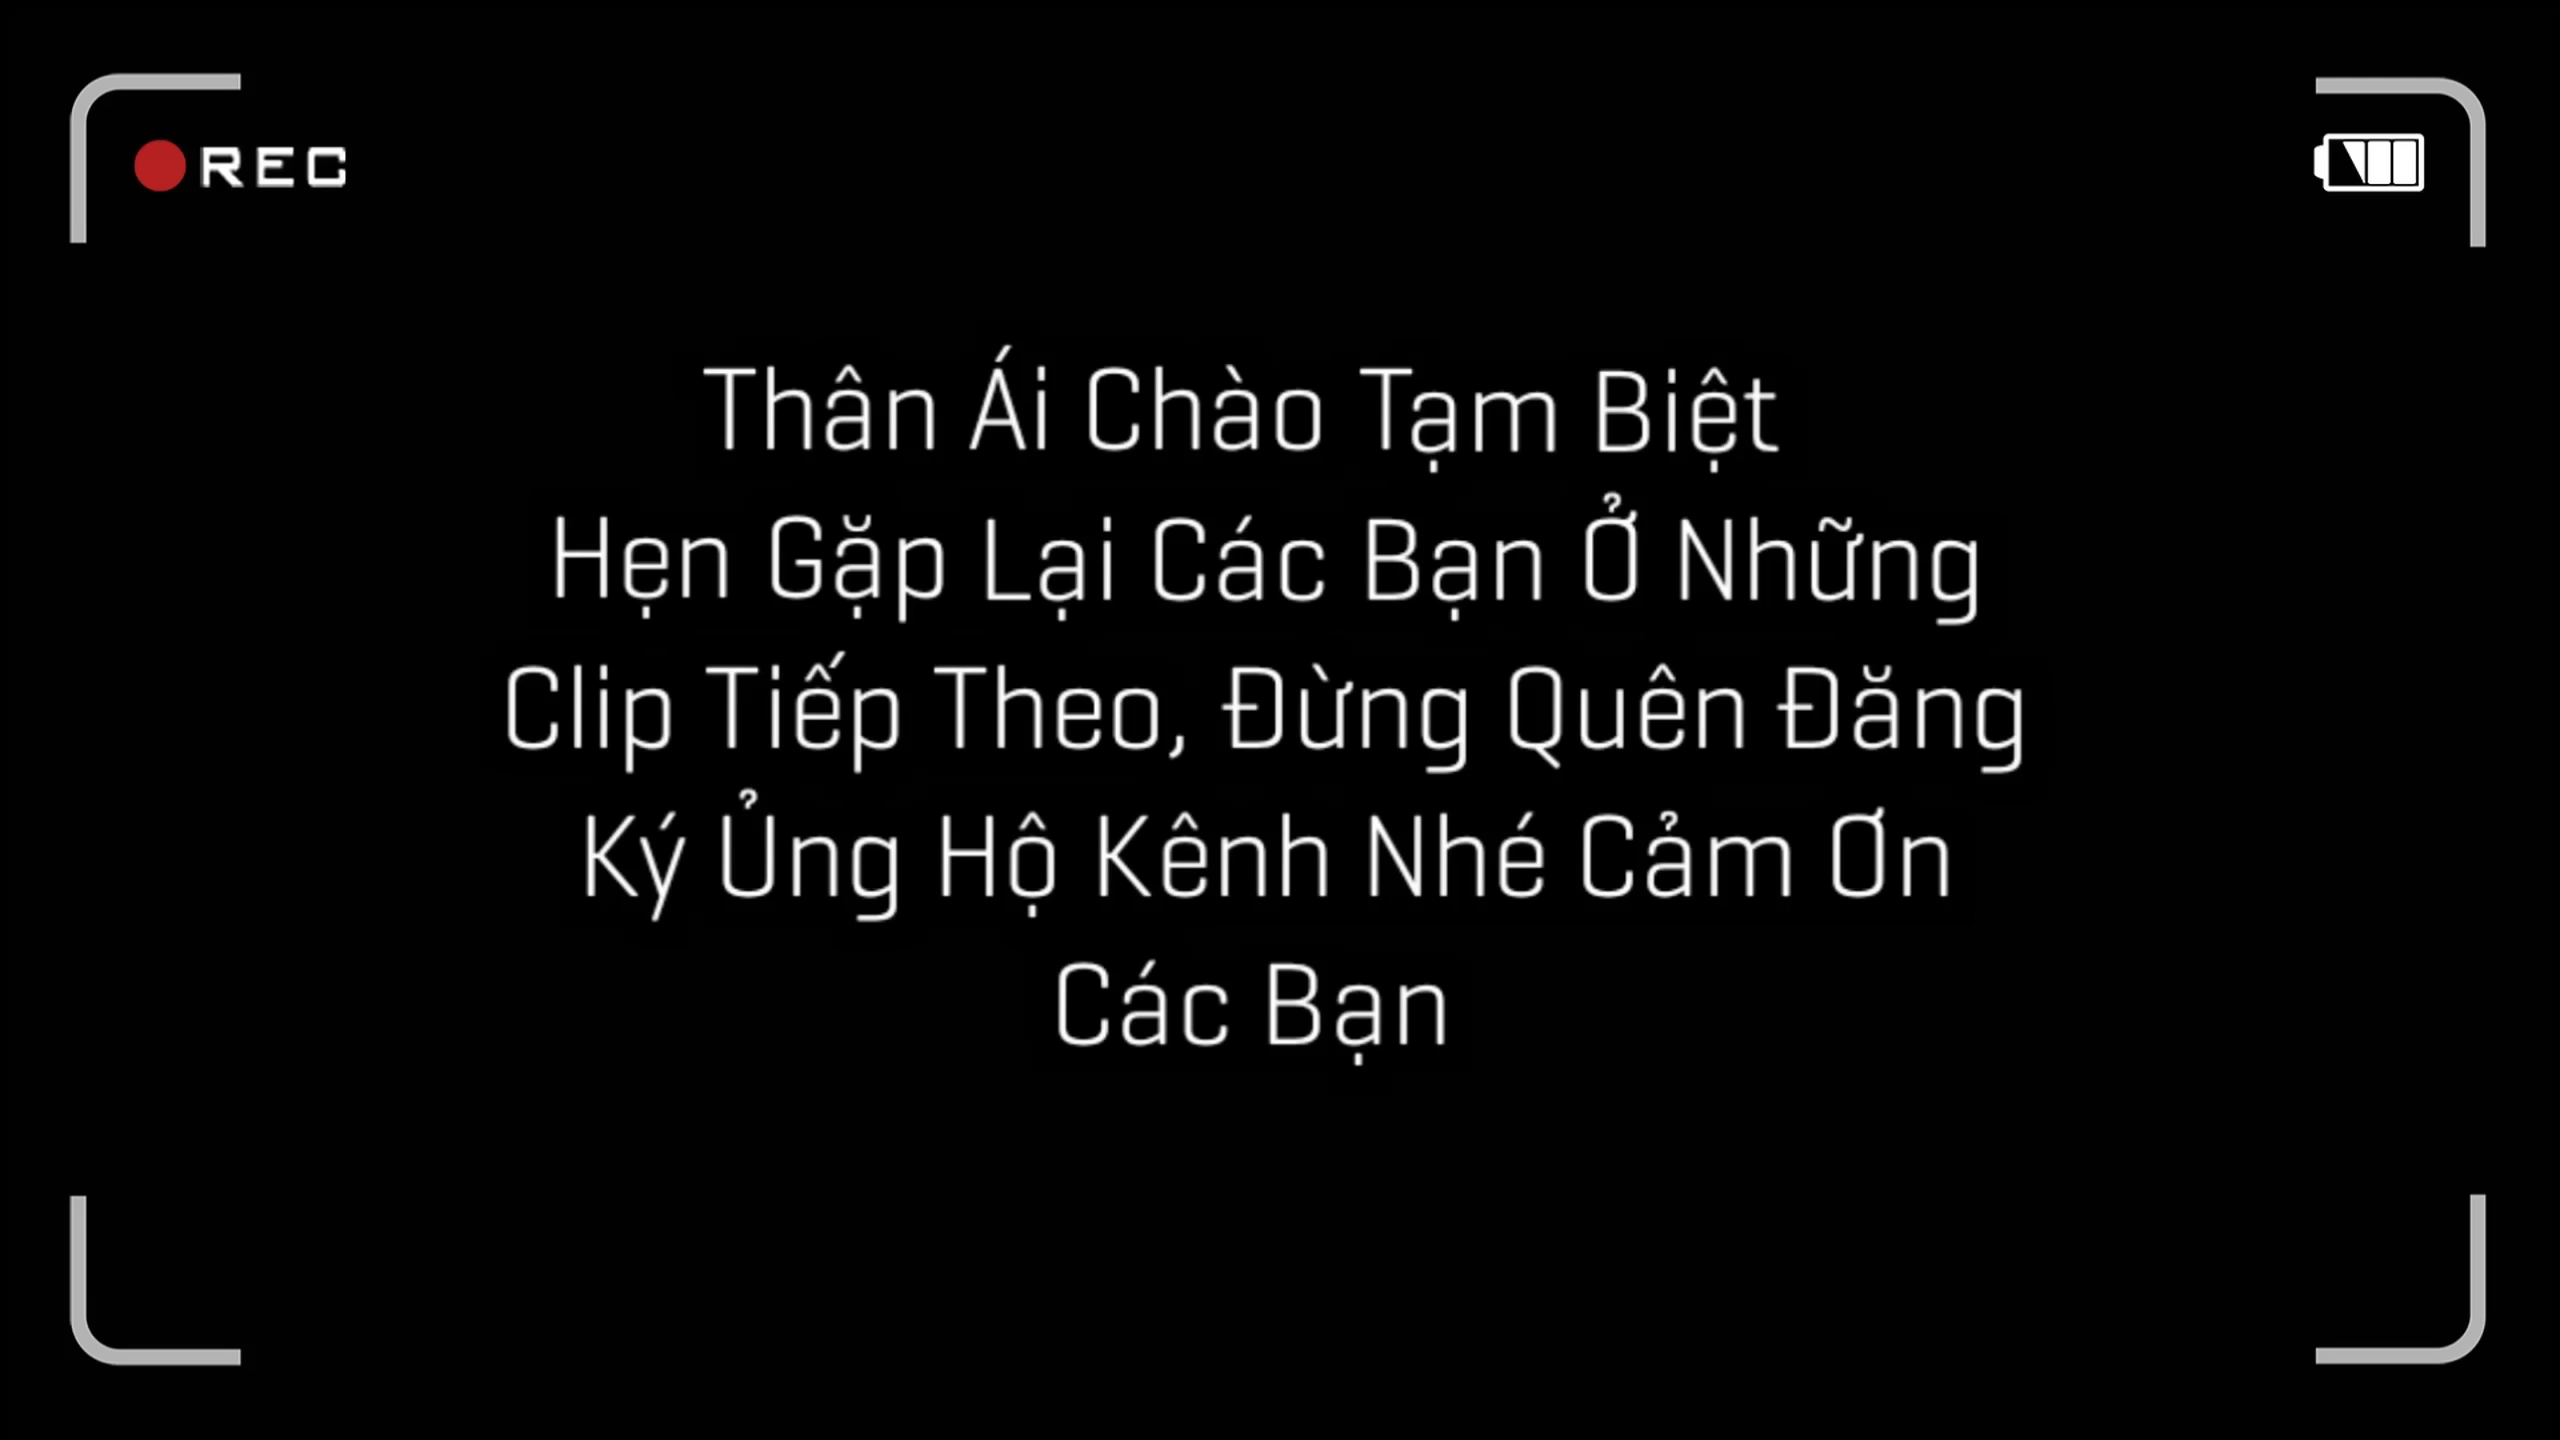 REC
Thân Ái Chào Tạm Biệt
Hẹn Gặp Lại Các Bạn Ở Những
Clip Tiếp Theo, Đừng Quên Đăng
Ký Ủng Hộ Kênh Nhé Cảm Ơn
Các Bạn